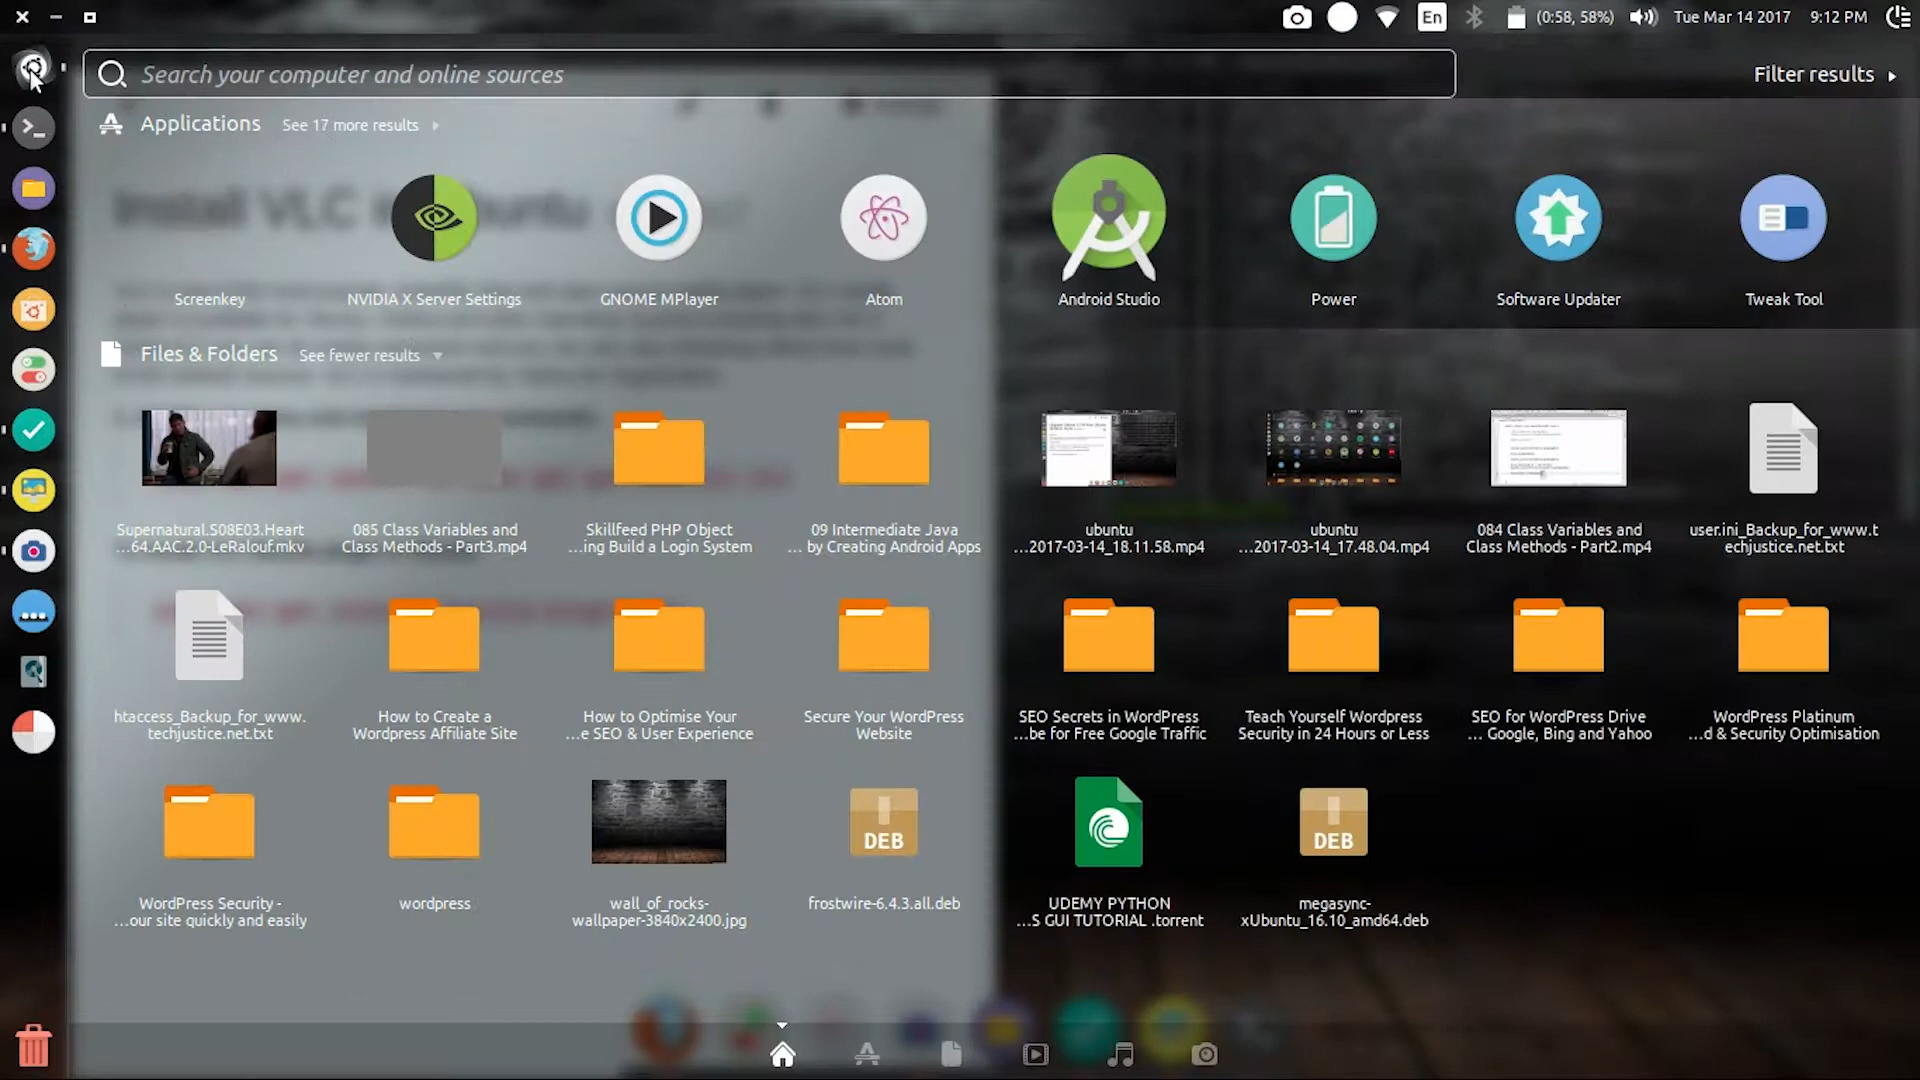 En
(0:58, 58%)
Tue Mar 14 2017
9:12 PM
Search your computer and online sources
Filter results
Applications
See 17 more results
Install VLC in Ubuntu
Screenkey
NVIDIA X Server Settings
GNOME MPlayer
Atom
Android Studio
Power
Software Updater
Tweak Tool
Files & Folders
See fewer results
Supernatural.S08E03.Heart
...64.AAC.2.0-LeRalouf.mkv
085 Class Variables and
Class Methods - Part3.mp4
Skillfeed PHP Object
...ing Build a Login System
09 Intermediate Java
... by Creating Android Apps
ubuntu
...2017-03-14_18.11.58.mp4
ubuntu
...2017-03-14_17.48.04.mp4
084 Class Variables and
Class Methods - Part2.mp4
user.ini_Backup_for_www.t
echjustice.net.txt
htaccess_Backup_for_www.
techjustice.net.txt
How to Create a
Wordpress Affiliate Site
How to Optimise Your
...e SEO & User Experience
Secure Your WordPress
Website
SEO Secrets in WordPress
...be for Free Google Traffic
Teach Yourself Wordpress
Security in 24 Hours or Less
SEO for WordPress Drive
... Google, Bing and Yahoo
WordPress Platinum
...d & Security Optimisation
DEB
DEB
WordPress Security -
...our site quickly and easily
wordpress
wall_of_rocks-
wallpaper-3840x2400.jpg
frostwire-6.4.3.all.deb
UDEMY PYTHON
...S GUI TUTORIAL .torrent
megasync-
xUbuntu_16.10_amd64.deb